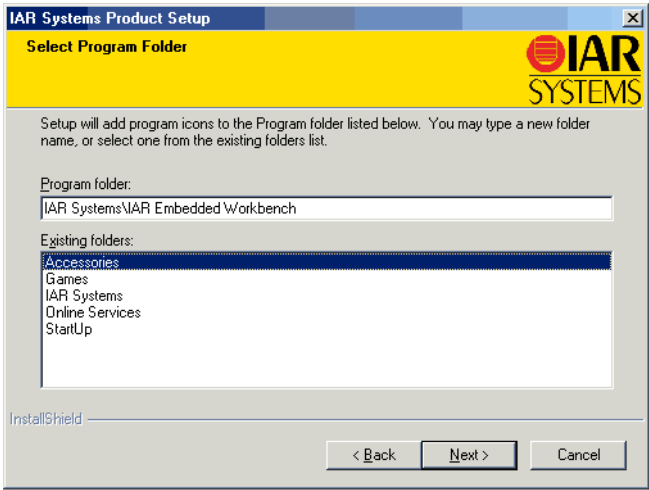 IAR Systems Product Setup
Select Program Folder
IAR
SYSTEMS
Setup will add program icons to the Program folder listed below. You may type a new folder
name, or select one from the existing folders list.
Program folder:
IAR Systems\IAR Embedded Workbench
Existing folders:
Accessories
Games
IAR Systems
Online Services
StartUp
InstallShield
< Back
Next >
Cancel